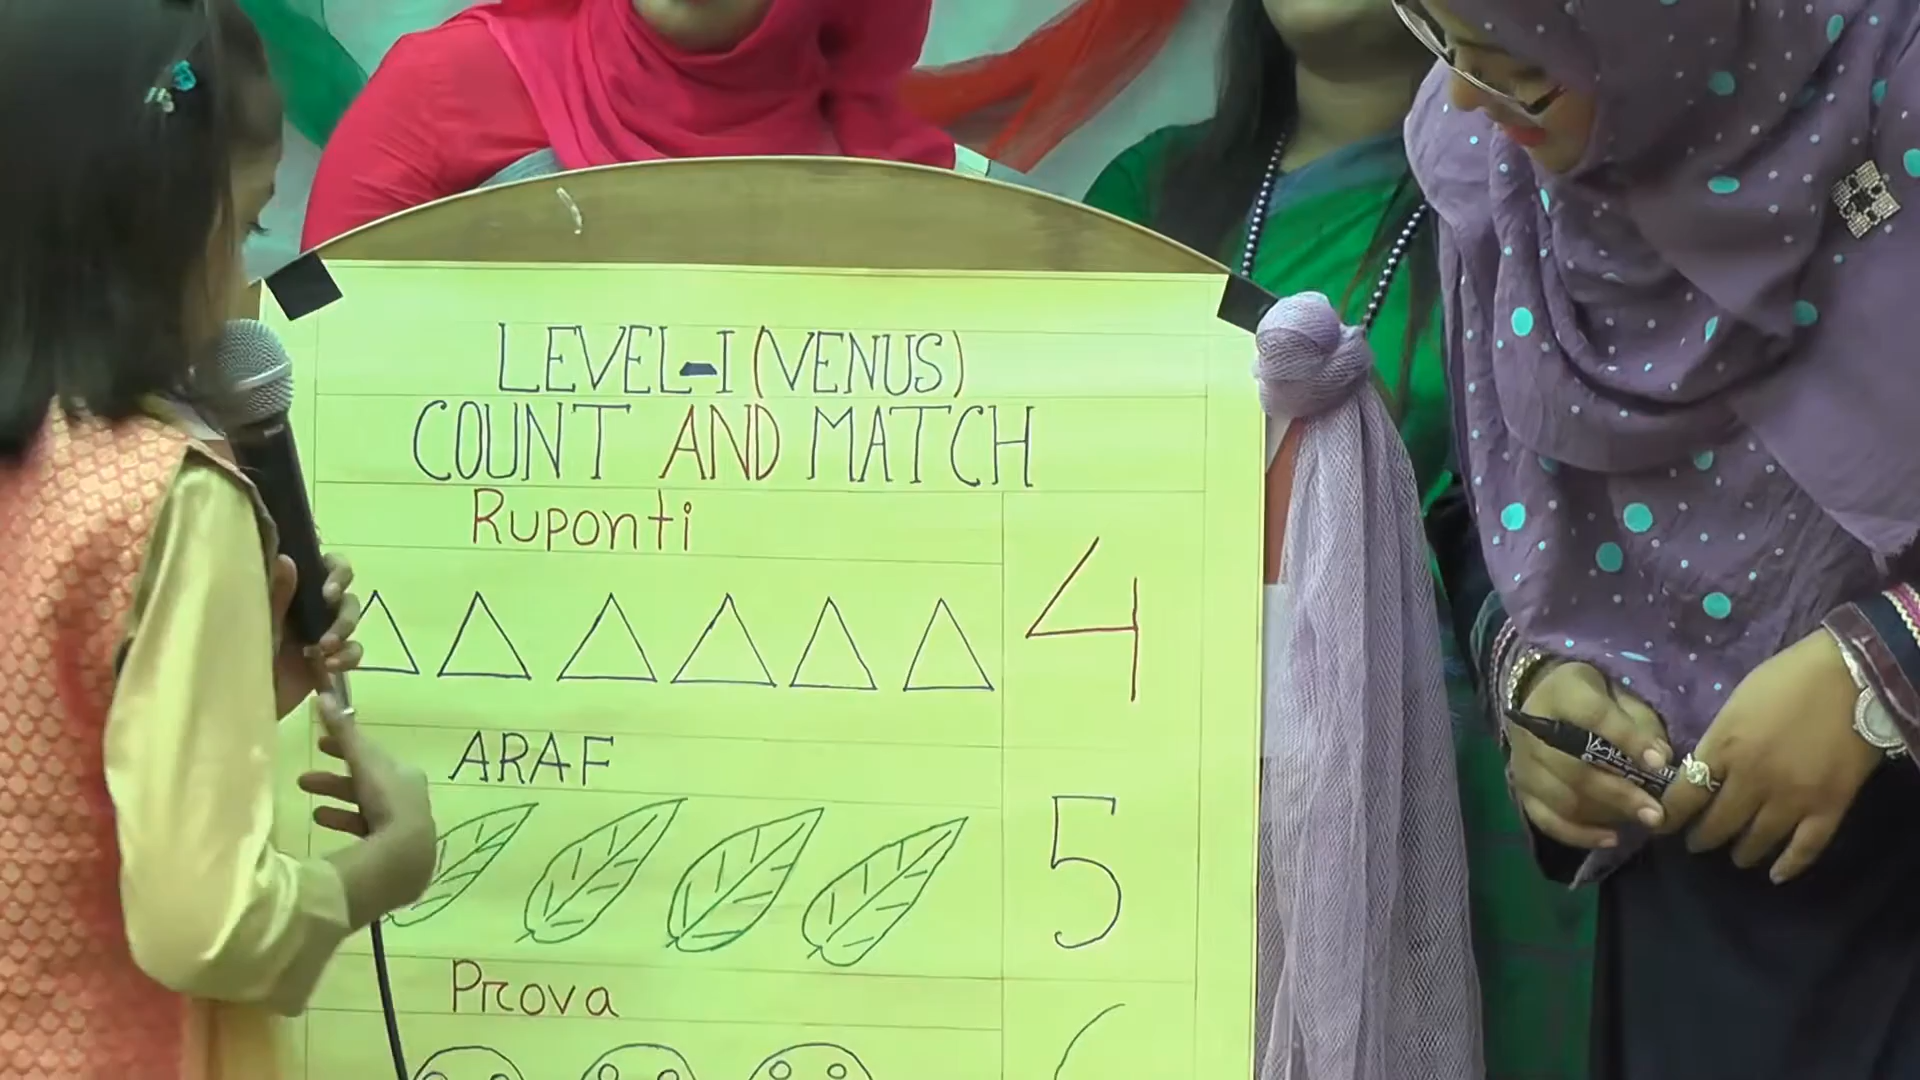 LEVEL-I (VENUS)
COUNT AND MATCH
Ruponti
4
ARAF
5
Prova